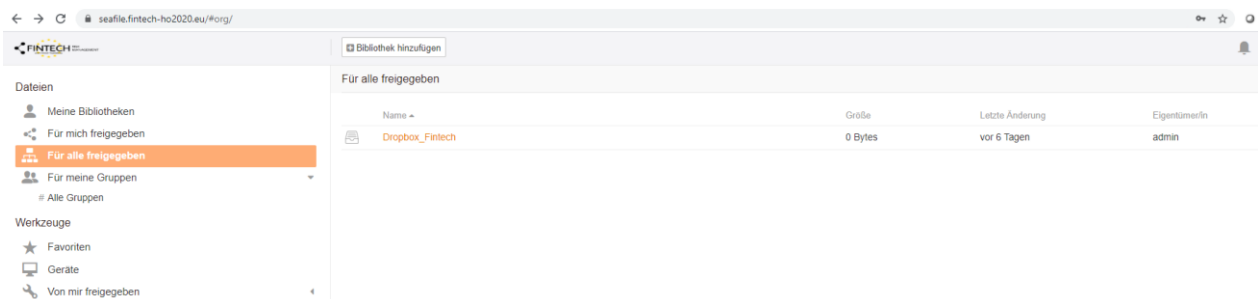 seafile.fintech-ho2020.eu/#org/
FINTECH
Bibliothek hinzufügen
Dateien
Meine Bibliotheken
Für mich freigegeben
Für alle freigegeben
Für meine Gruppen
# Alle Gruppen
Werkzeuge
Favoriten
Geräte
Von mir freigegeben
Für alle freigegeben
Name Größe Letzte Änderung Eigentümer/in
Dropbox_Fintech 0 Bytes vor 6 Tagen admin